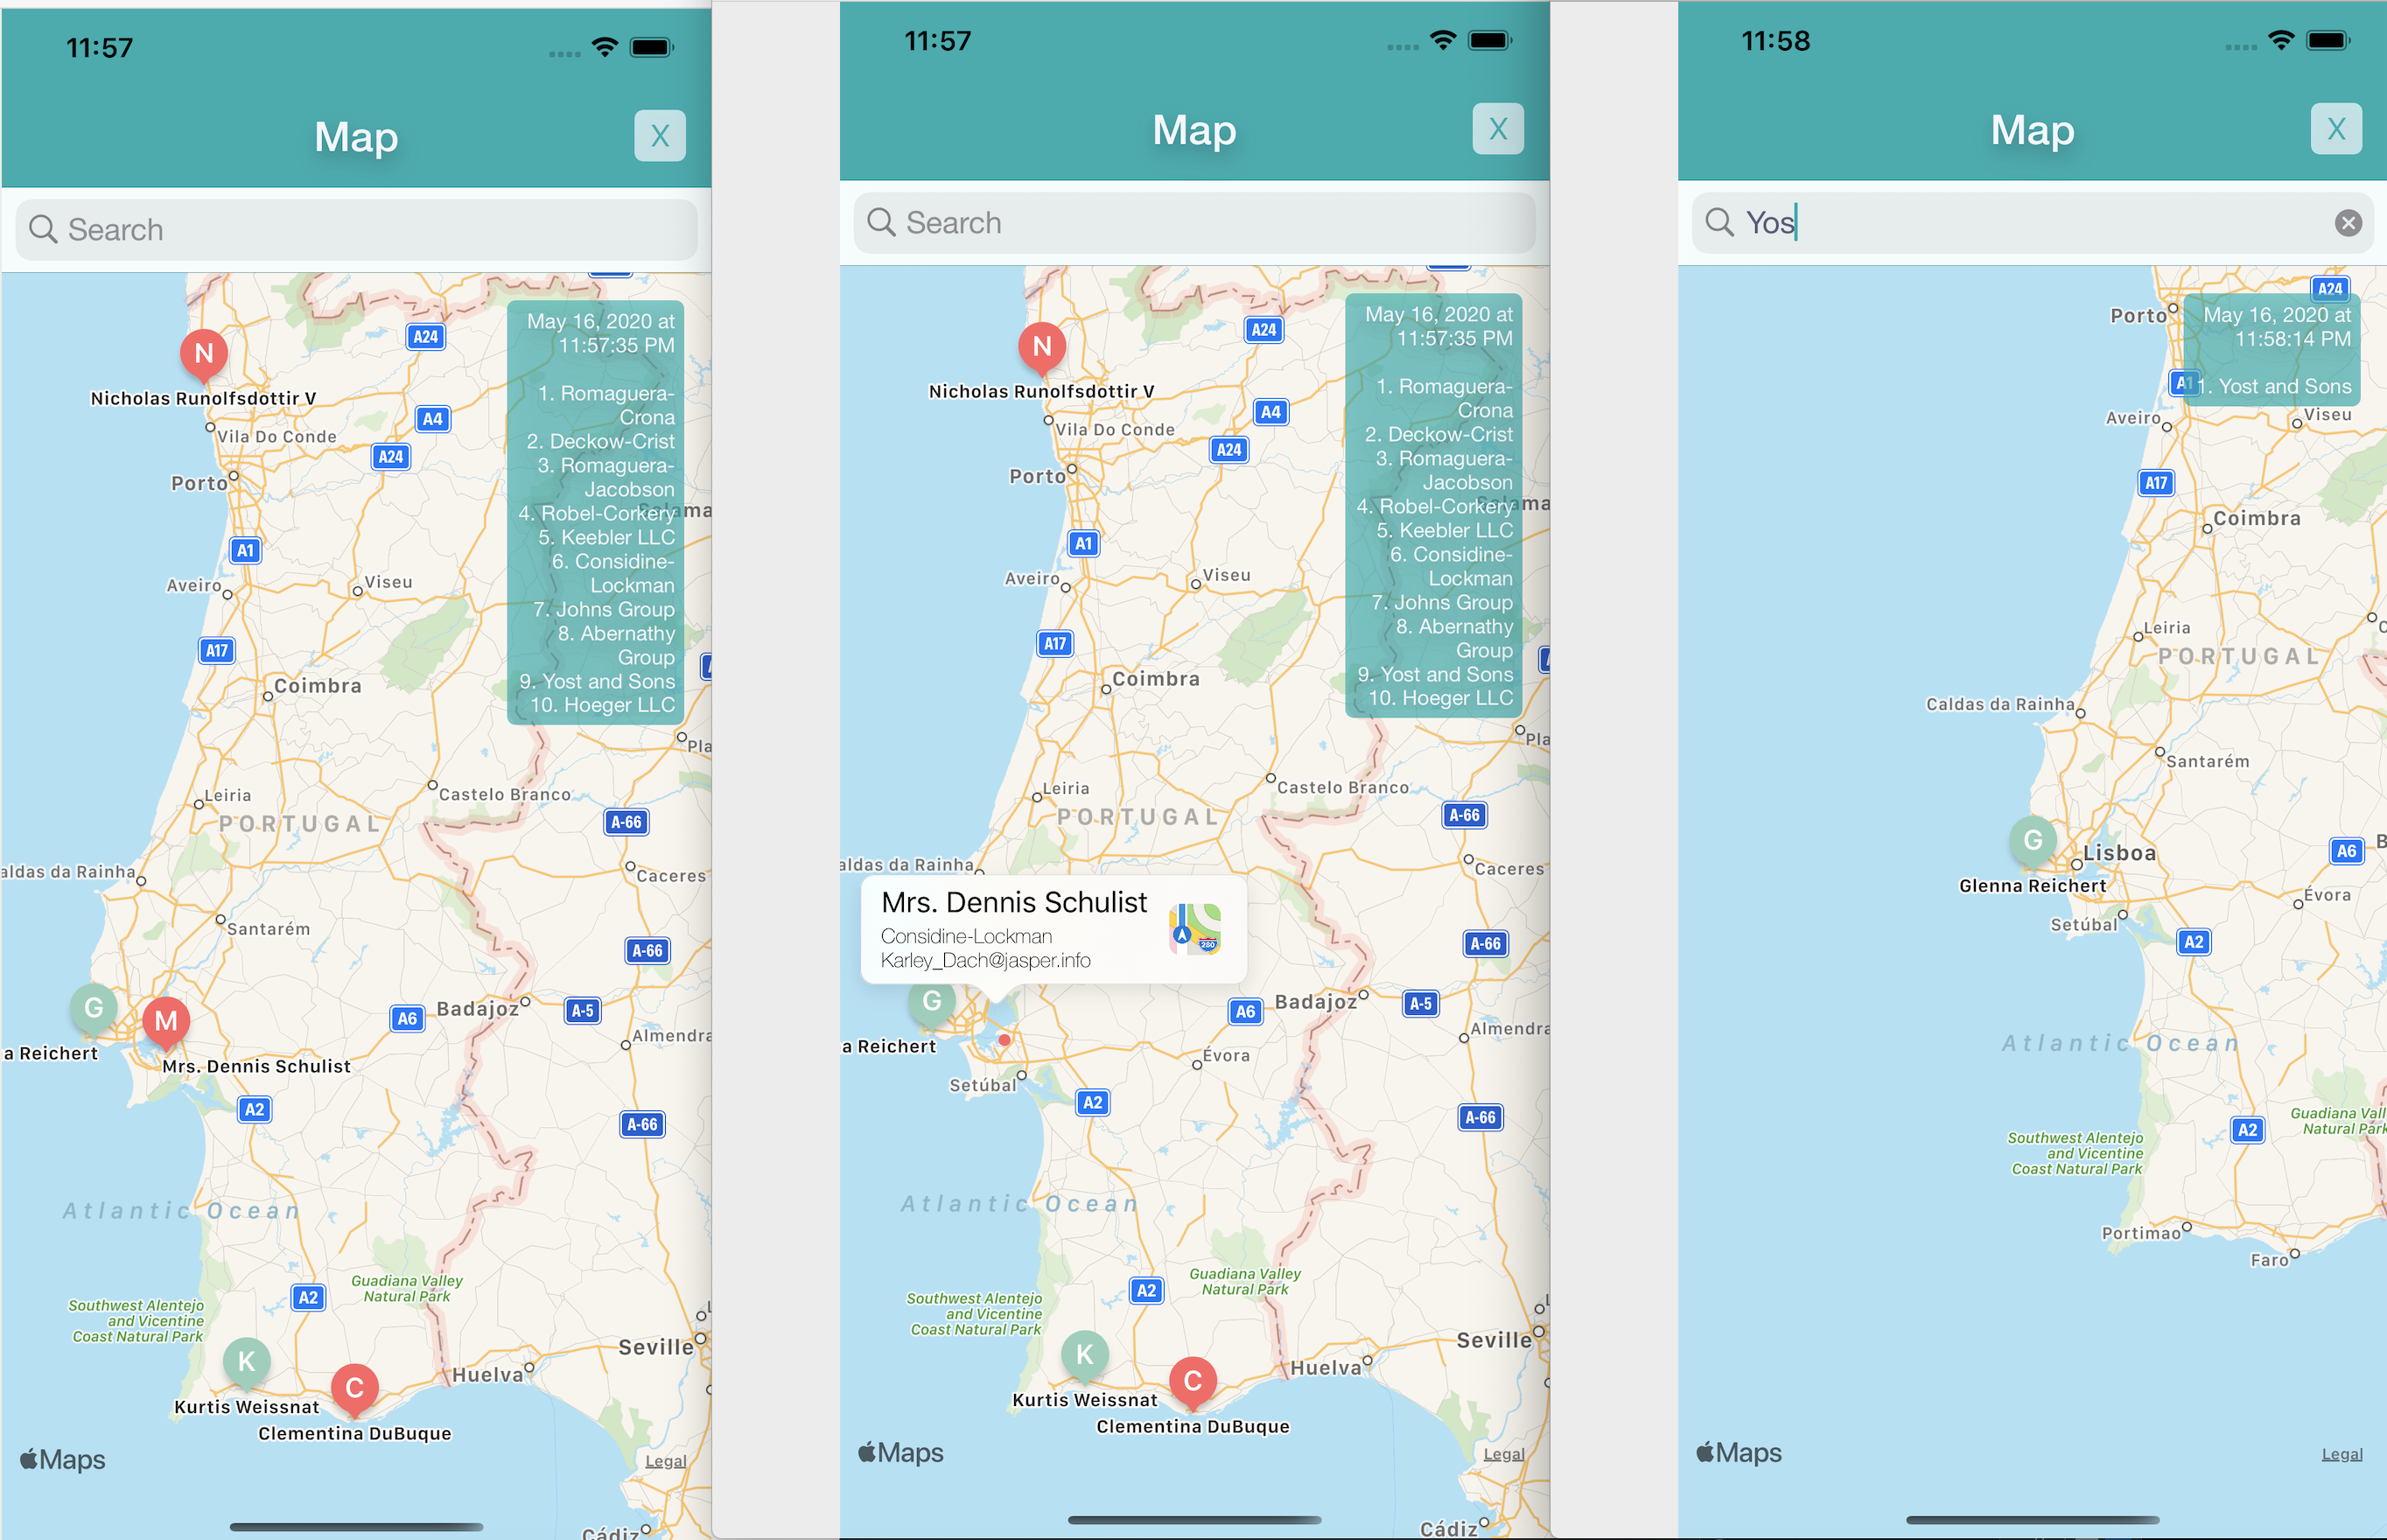 11:57
Map
X
Search
A24
May 16, 2020 at
11:57:35 PM
N
1. Romaguera-
Crona
Nicholas Runolfsdottir V
A4
Vila Do Conde
2. Deckow-Crist
A24
3. Romaguera-
Jacobson
Porto
4. Robel-Corkery
5. Keebler LLC
A1
6. Considine-
Lockman
Aveiro
Viseu
7. Johns Group
8. Abernathy
Group
A17
9. Yost and Sons
Coimbra
10. Hoeger LLC
Pla
Leiria
Castelo Branco
PORTUGAL
A-66
aldas da Rainha
Caceres
Santarém
A-66
G
M
A6
Badajoz
A-5
Almendra
a Reichert
Mrs. Dennis Schulist
A2
A-66
Atlantic Ocean
Guadiana Valley
Natural Park
A2
Southwest Alentejo
and Vicentine
Coast Natural Park
Seville
K
C
Huelva
Kurtis Weissnat
Clementina DuBuque
Maps
Legal
Cádiz
11:57
Map
X
Search
A24
May 16, 2020 at
11:57:35 PM
N
1. Romaguera-
Crona
Nicholas Runolfsdottir V
A4
Vila Do Conde
2. Deckow-Crist
A24
3. Romaguera-
Jacobson
Porto
4. Robel-Corkery
5. Keebler LLC
A1
6. Considine-
Lockman
Aveiro
Viseu
7. Johns Group
8. Abernathy
Group
A17
9. Yost and Sons
Coimbra
10. Hoeger LLC
Pla
Leiria
Castelo Branco
PORTUGAL
A-66
aldas da Rainha
Caceres
Mrs. Dennis Schulist
Considine-Lockman
Karley_Dach@jasper.info
280
A-66
G
A6
Badajoz
A-5
Almendra
a Reichert
Évora
Setúbal
A2
A-66
Atlantic Ocean
Guadiana Valley
Natural Park
A2
Southwest Alentejo
and Vicentine
Coast Natural Park
Seville
K
C
Huelva
Kurtis Weissnat
Clementina DuBuque
Maps
Legal
Cádiz
11:58
Map
X
Yos
A24
Porto
May 16, 2020 at
11:58:14 PM
A1
1. Yost and Sons
Aveiro
Viseu
A17
Coimbra
Leiria
PORTUGAL
Caldas da Rainha
Santarém
G
Lisboa
A6
Glenna Reichert
Évora
Setúbal
A2
Atlantic Ocean
Guadiana Vall
Natural Park
A2
Southwest Alentejo
and Vicentine
Coast Natural Park
Portimao
Faro
Maps
Legal